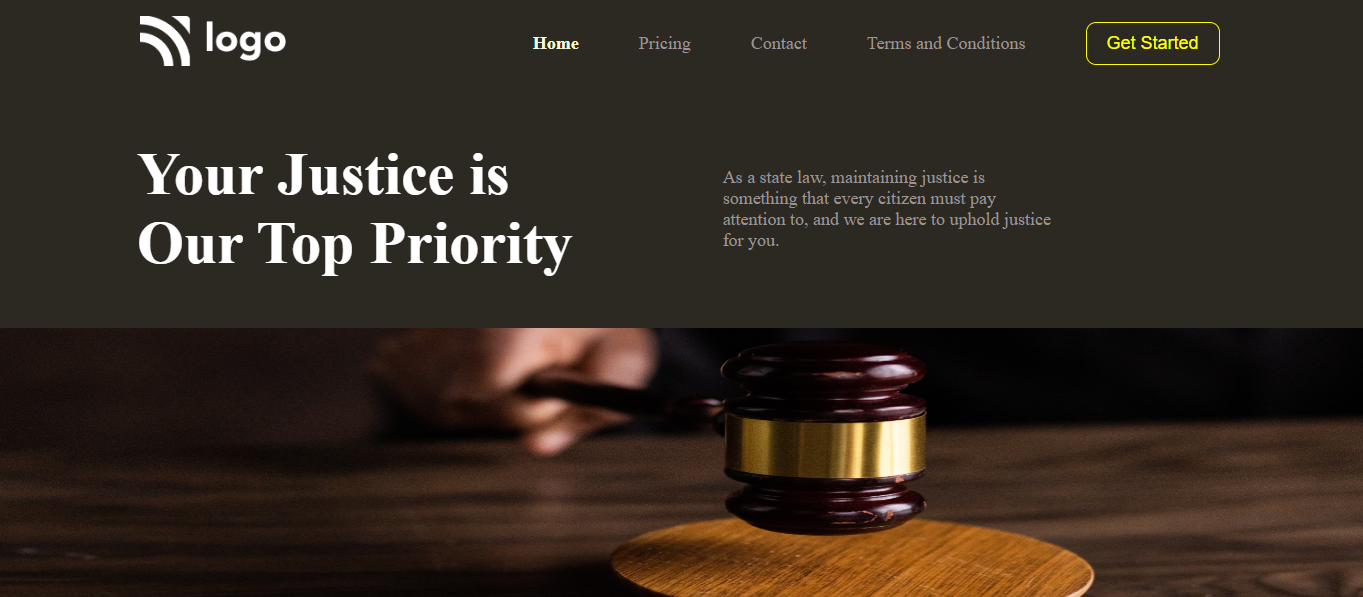 logo
Home
Pricing
Contact
Terms and Conditions
Get Started
Your Justice is
Our Top Priority
As a state law, maintaining justice is
something that every citizen must pay
attention to, and we are here to uphold justice
for you.